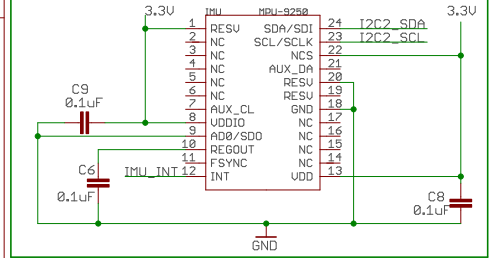 3.3V IMU MPU-9250 3.3V
1 RESV SDA/SDI 24 I2C2_SDA
2 NC SCL/SCLK 23 I2C2_SCL
3 NC NCS 22
4 NC AUX_DA 21
5 NC RESV 20
6 NC RESV 19
7 AUX_CL GND 18
C9 0.1uF 8 VDDIO NC 17
9 AD0/SDO NC 16
10 REGOUT NC 15
11 FSYNC NC 14
IMU_INT 12 INT VDD 13
C6 0.1uF
C8 0.1uF
GND